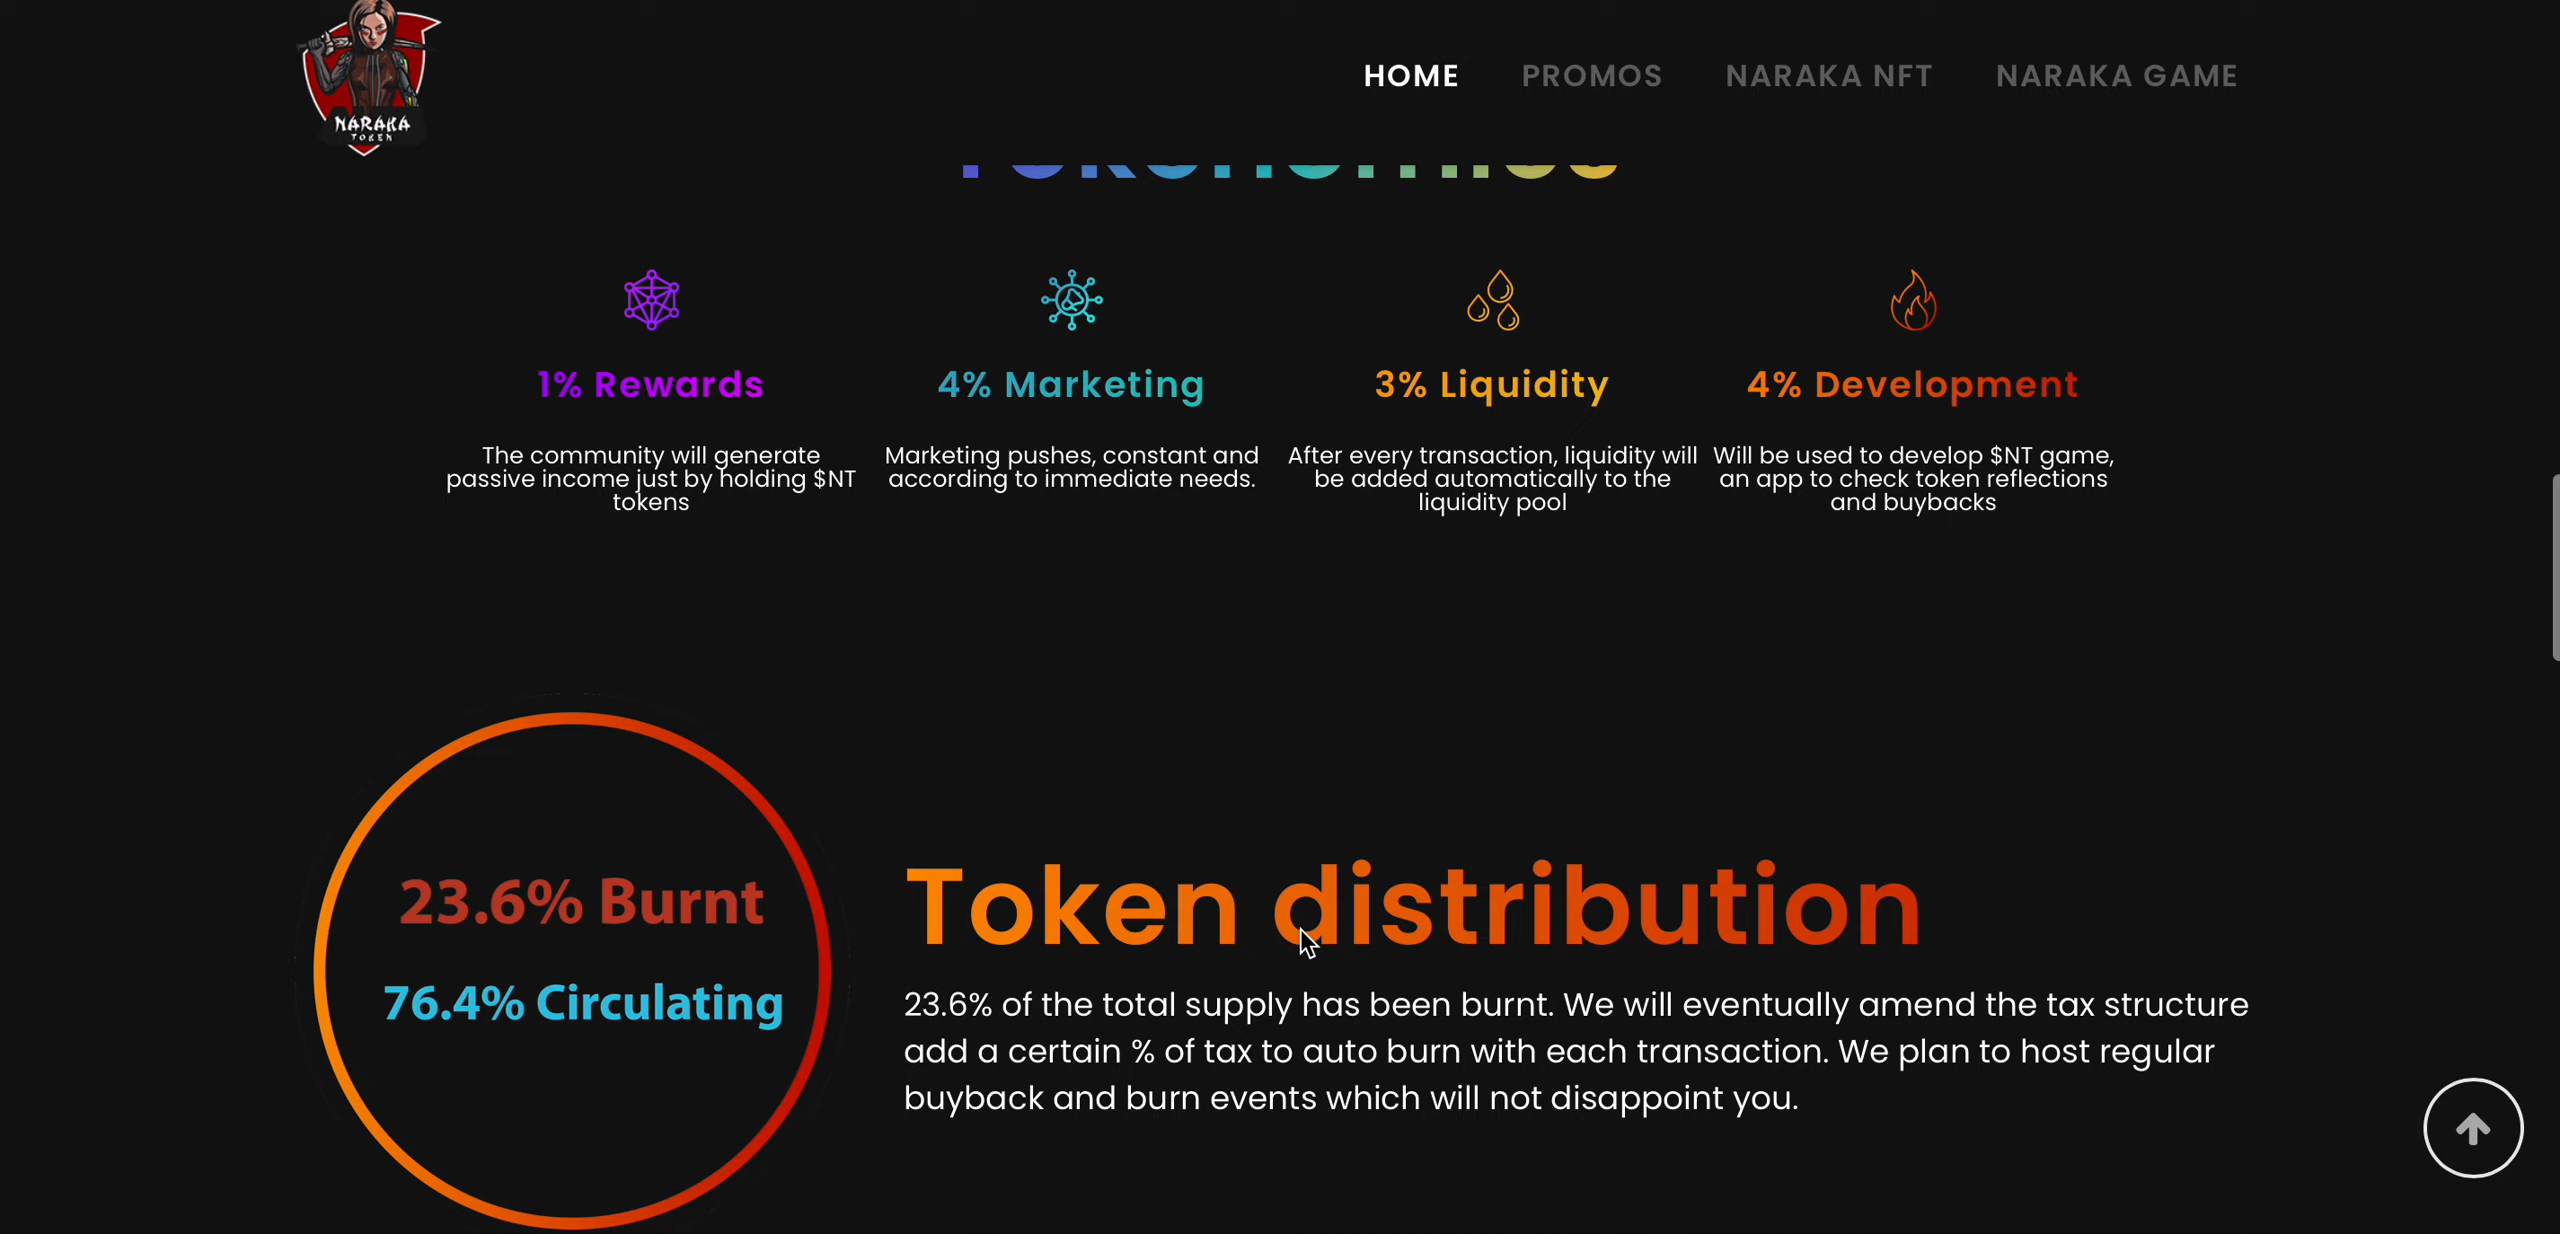 NARAKA
TOKEN
HOME PROMOS NARAKA NFT NARAKA GAME
Tokenomics
1% Rewards
The community will generate
passive income just by holding $NT
tokens
4% Marketing
Marketing pushes, constant and
according to immediate needs.
3% Liquidity
After every transaction, liquidity will
be added automatically to the
liquidity pool
4% Development
Will be used to develop $NT game,
an app to check token reflections
and buybacks
23.6% Burnt
76.4% Circulating
Token distribution
23.6% of the total supply has been burnt. We will eventually amend the tax structure
add a certain % of tax to auto burn with each transaction. We plan to host regular
buyback and burn events which will not disappoint you.